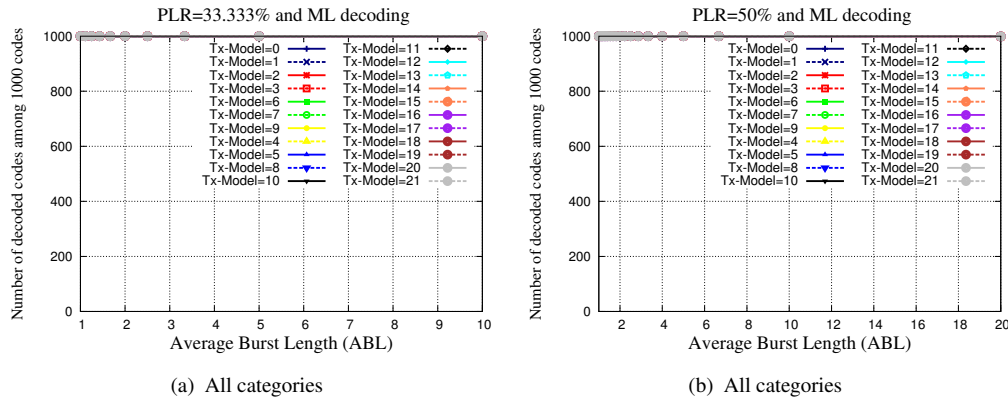 PLR=33.333% and ML decoding
Number of decoded codes among 1000 codes
1000
800
600
400
200
0
Tx-Model=0
Tx-Model=1
Tx-Model=2
Tx-Model=3
Tx-Model=6
Tx-Model=7
Tx-Model=9
Tx-Model=4
Tx-Model=5
Tx-Model=8
Tx-Model=10
Tx-Model=11
Tx-Model=12
Tx-Model=13
Tx-Model=14
Tx-Model=15
Tx-Model=16
Tx-Model=17
Tx-Model=18
Tx-Model=19
Tx-Model=20
Tx-Model=21
1 2 3 4 5 6 7 8 9 10
Average Burst Length (ABL)
(a) All categories
PLR=50% and ML decoding
Number of decoded codes among 1000 codes
1000
800
600
400
200
0
Tx-Model=0
Tx-Model=1
Tx-Model=2
Tx-Model=3
Tx-Model=6
Tx-Model=7
Tx-Model=9
Tx-Model=4
Tx-Model=5
Tx-Model=8
Tx-Model=10
Tx-Model=11
Tx-Model=12
Tx-Model=13
Tx-Model=14
Tx-Model=15
Tx-Model=16
Tx-Model=17
Tx-Model=18
Tx-Model=19
Tx-Model=20
Tx-Model=21
2 4 6 8 10 12 14 16 18 20
Average Burst Length (ABL)
(b) All categories